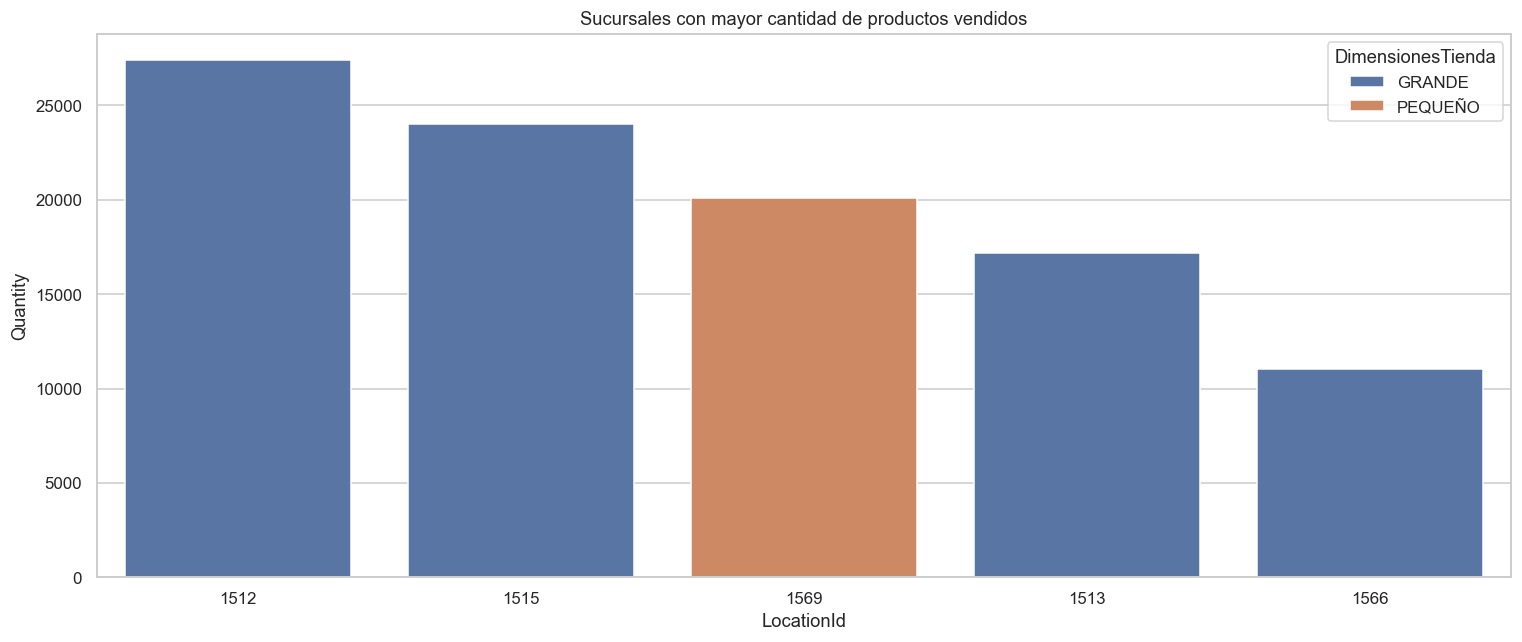 Sucursales con mayor cantidad de productos vendidos
DimensionesTienda
GRANDE
PEQUEÑO
Quantity
25000
20000
15000
10000
5000
0
1512 1515 1569 1513 1566
LocationId